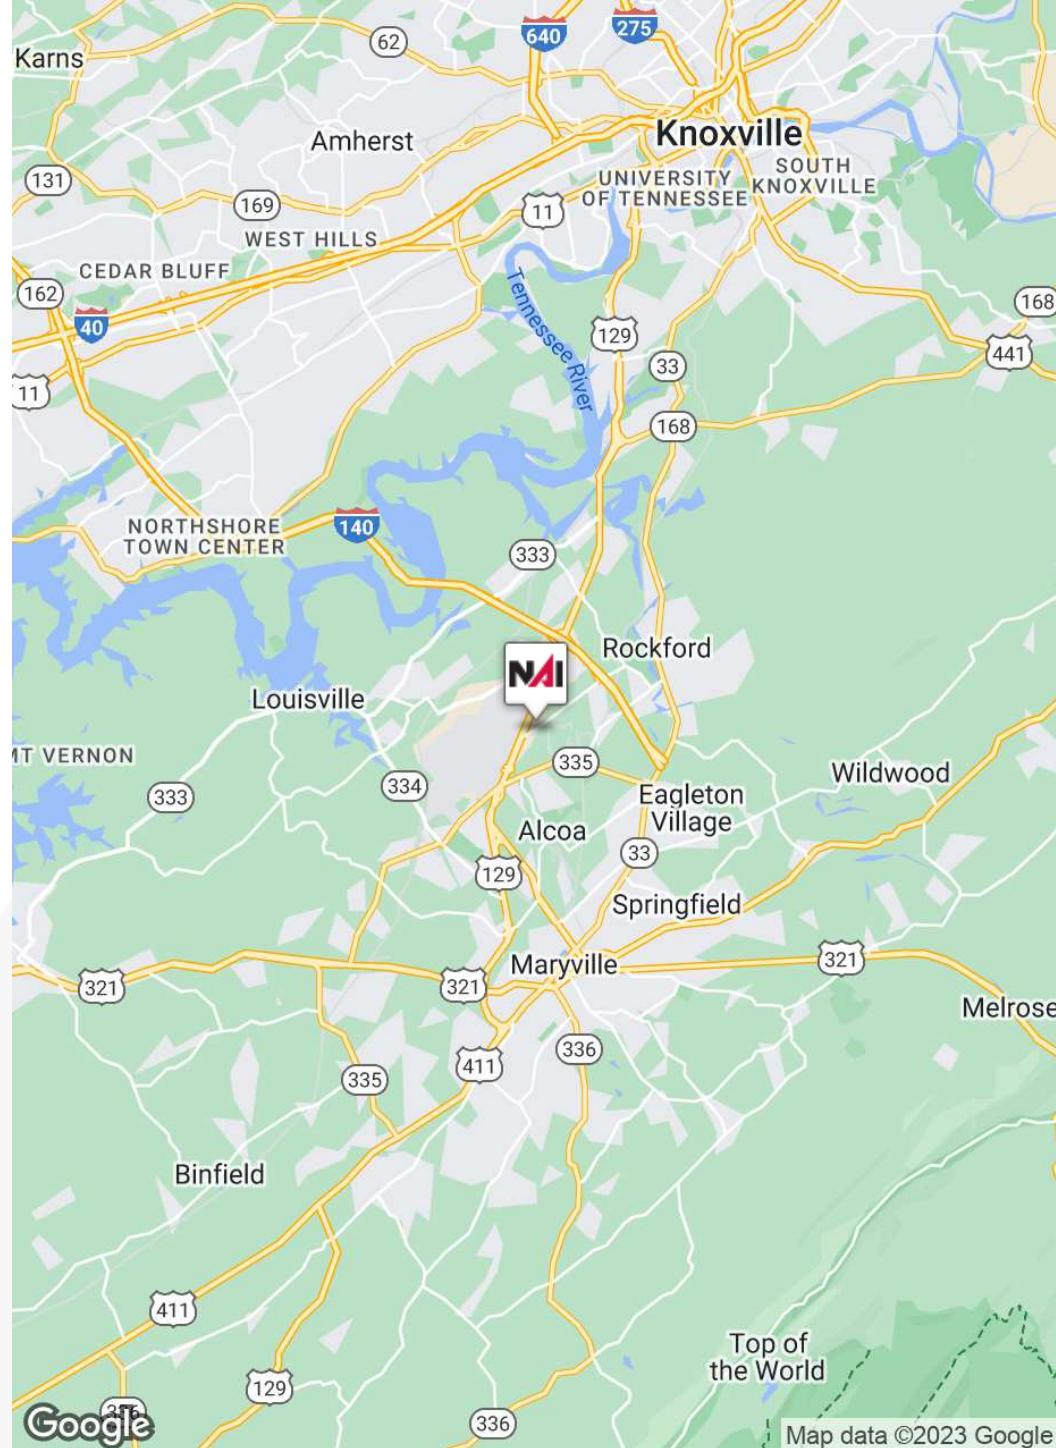 640
275
62
Karns
Knoxville
Amherst
SOUTH
KNOXVILLE
UNIVERSITY
OF TENNESSEE
131
169
11
WEST HILLS
CEDAR BLUFF
162
Tennessee River
168
40
129
441
33
11
168
NORTHSHORE
TOWN CENTER
140
333
Rockford
NAI
Louisville
MT VERNON
335
Wildwood
334
333
Eagleton
Village
Alcoa
33
129
Springfield
Maryville
321
321
321
Melrose
336
411
335
Binfield
411
Top of
the World
129
336
336
Google
Map data ©2023 Google